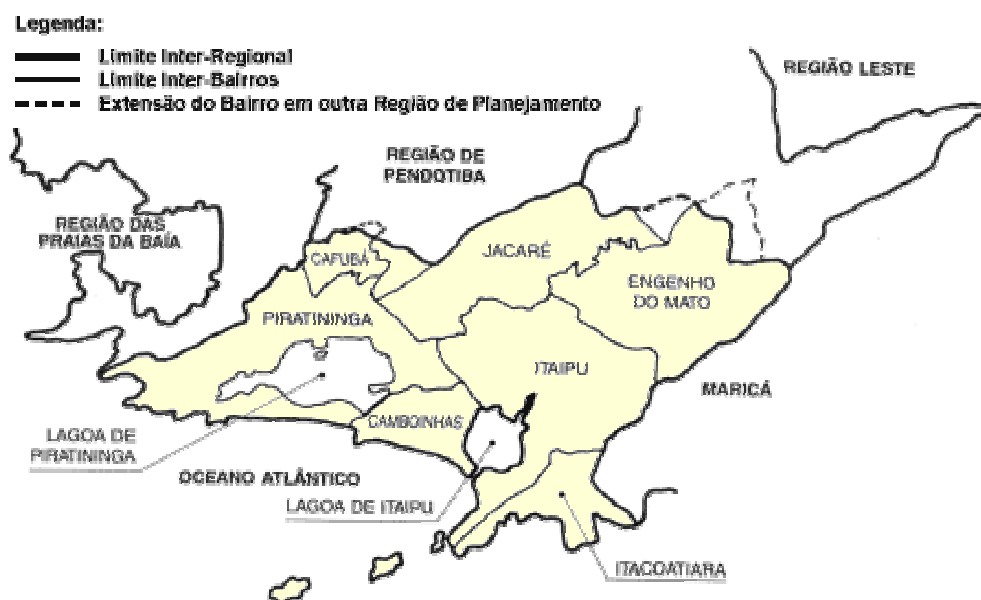 Legenda:
Limite Inter-Regional
Limite Inter-Bairros
Extensão do Bairro em outra Região de Planejamento
REGIÃO LESTE
REGIÃO DE
PENDOTIBA
REGIÃO DAS
PRAIAS DA BAÍA
CAFUBÁ
JACARÉ
ENGENHO
DO MATO
PIRATININGA
ITAIPU
MARICÁ
CAMBOINHAS
LAGOA DE
PIRATININGA
OCEANO ATLÂNTICO
LAGOA DE ITAIPU
ITACOATIARA